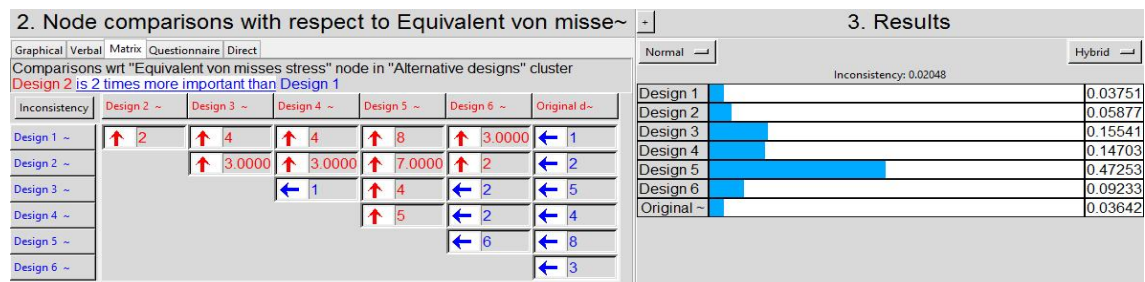 2. Node comparisons with respect to Equivalent von misse~
Graphical Verbal Matrix Questionnaire Direct
Comparisons wrt "Equivalent von misses stress" node in "Alternative designs" cluster
Design 2 is 2 times more important than Design 1
Inconsistency Design 2 ~ Design 3 ~ Design 4 ~ Design 5 ~ Design 6 ~ Original d~
Design 1 ~ 2 4 4 8 3.0000 1
Design 2 ~ 3.0000 3.0000 7.0000 2 2
Design 3 ~ 1 4 2 5
Design 4 ~ 5 2 4
Design 5 ~ 6 8
Design 6 ~ 3
+ 3. Results
Normal Hybrid
Inconsistency: 0.02048
Design 1 0.03751
Design 2 0.05877
Design 3 0.15541
Design 4 0.14703
Design 5 0.47253
Design 6 0.09233
Original ~ 0.03642